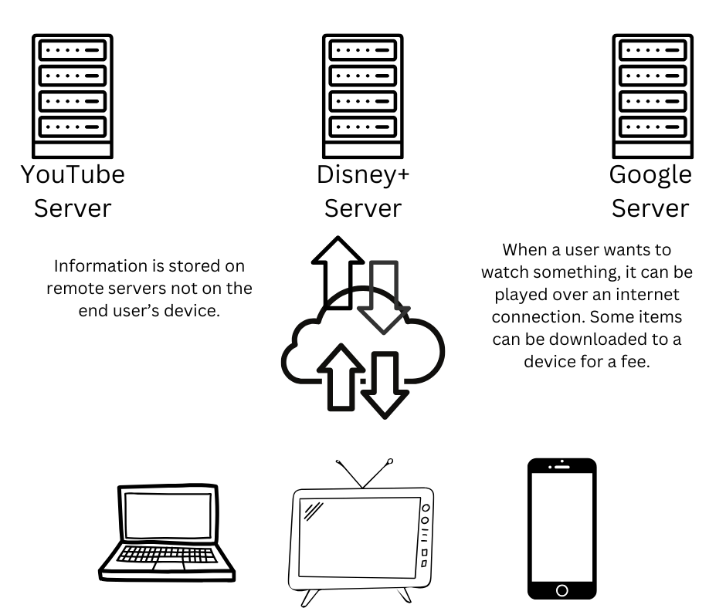 YouTube
Server
Disney+
Server
Google
Server
Information is stored on
remote servers not on the
end user’s device.
When a user wants to
watch something, it can be
played over an internet
connection. Some items
can be downloaded to a
device for a fee.